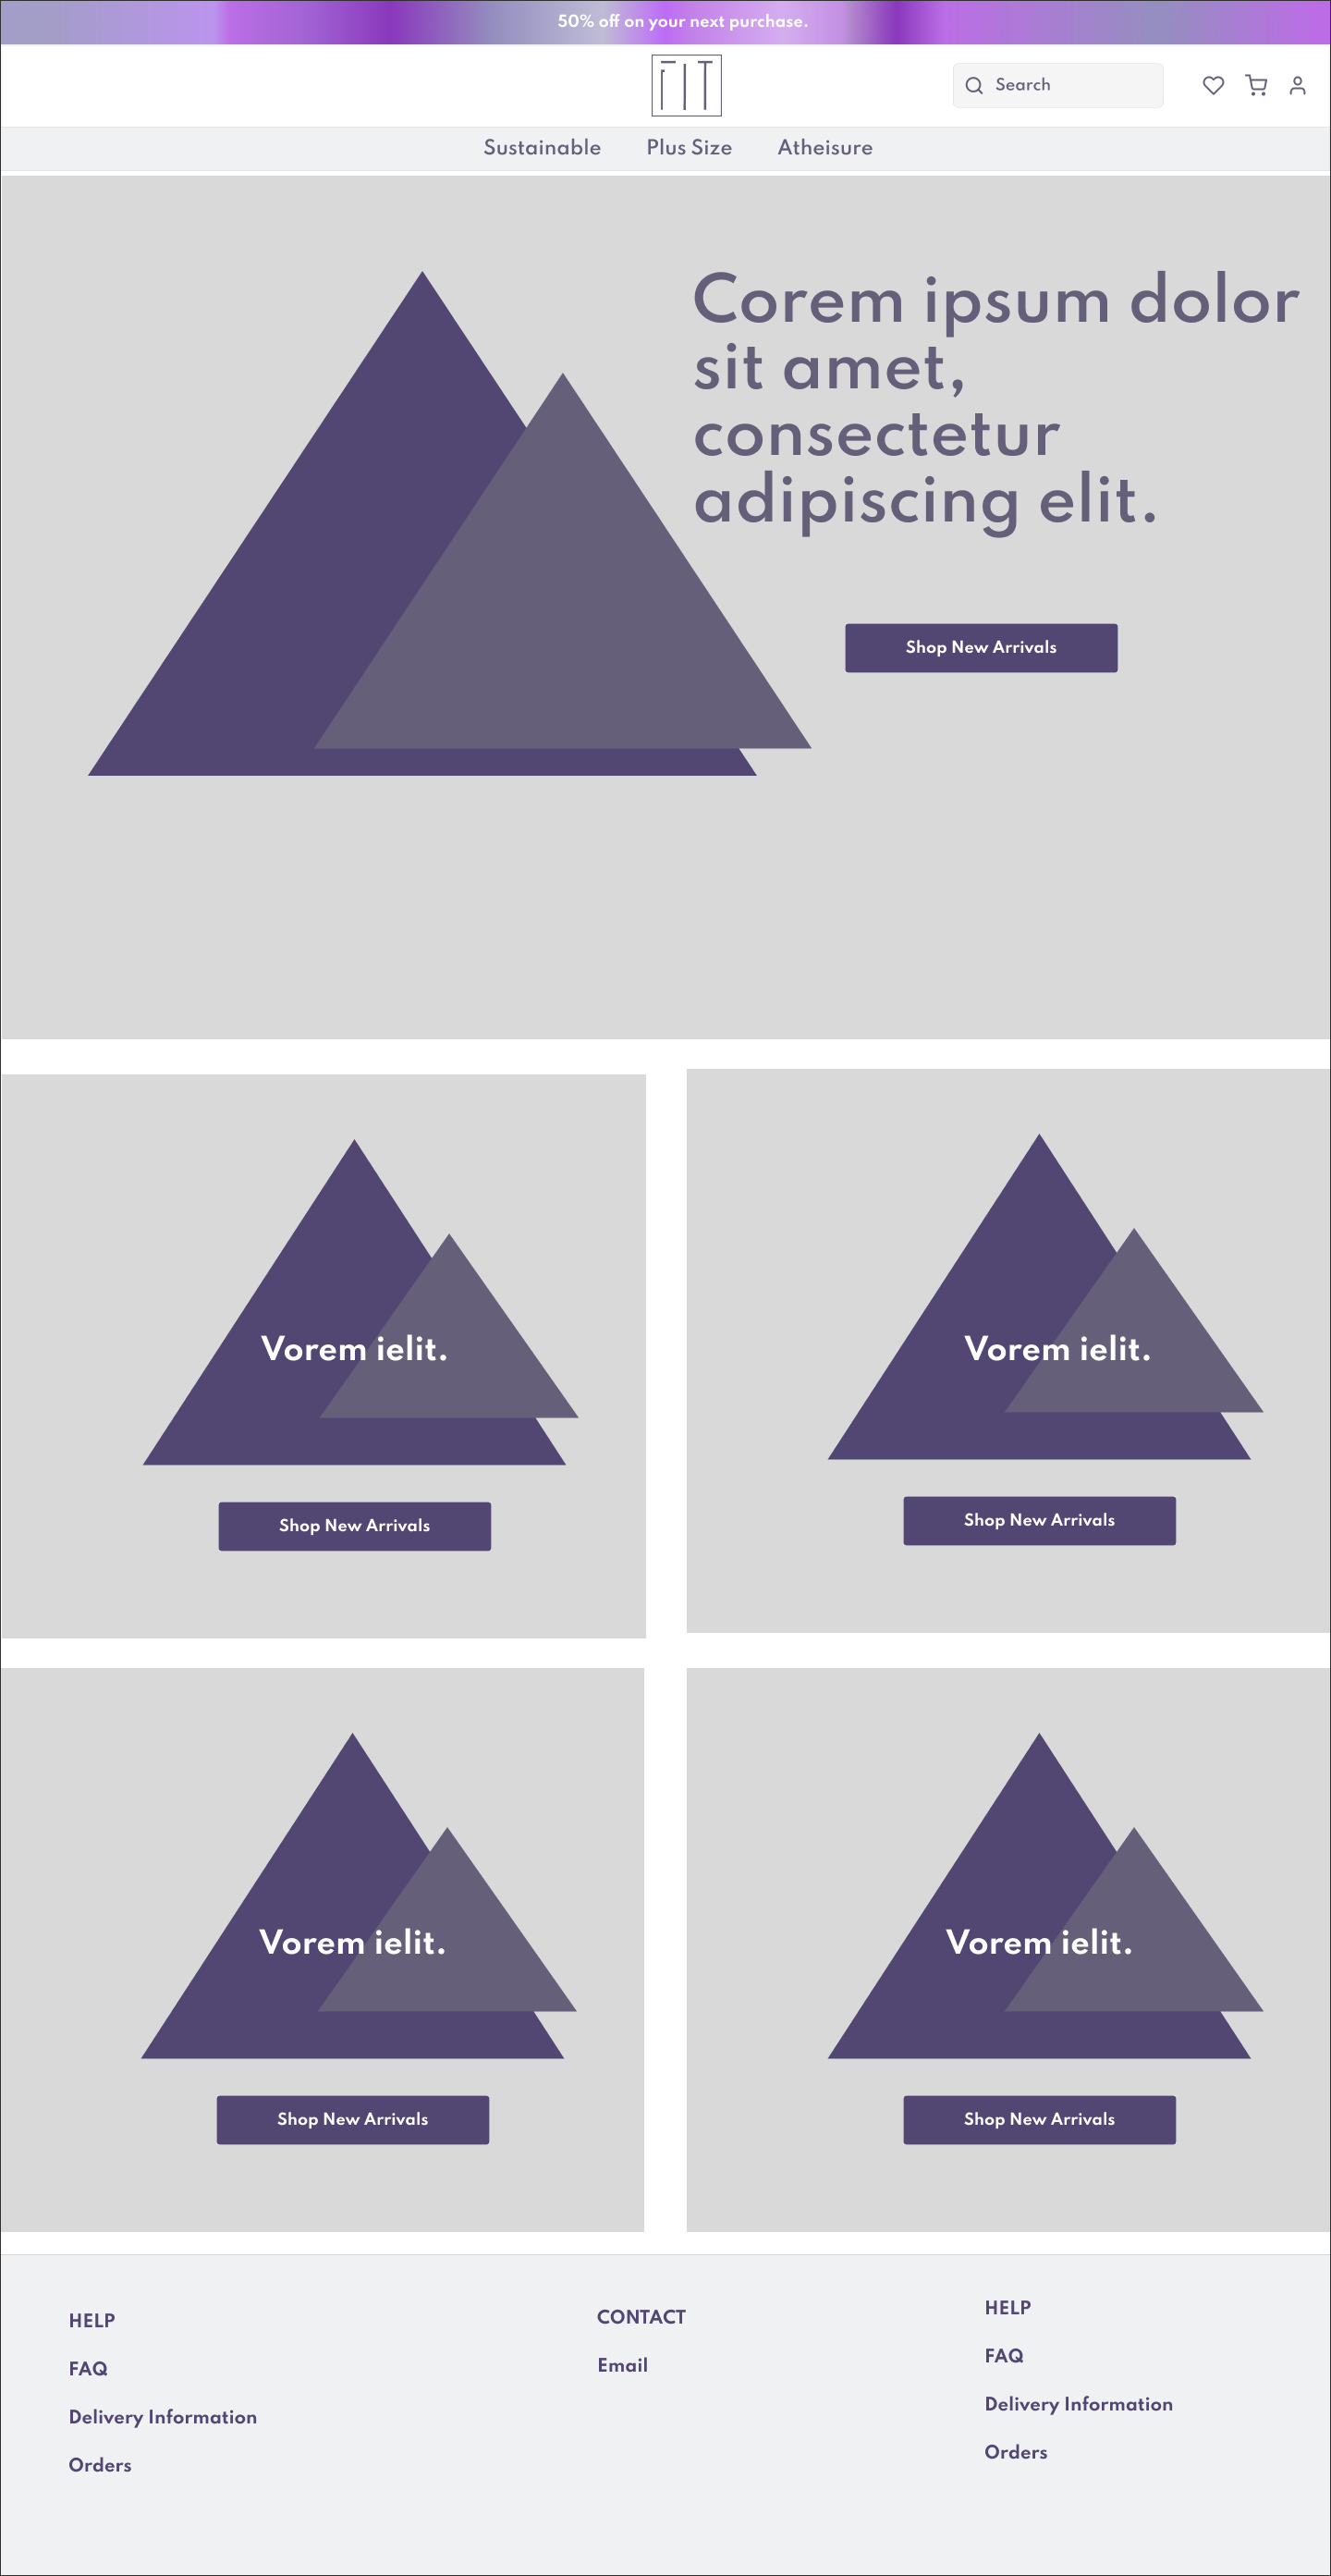 50% off on your next purchase.
FIT
Search
Sustainable Plus Size Atheisure
Corem ipsum dolor
sit amet,
consectetur
adipiscing elit.
Shop New Arrivals
Vorem ielit.
Shop New Arrivals
Vorem ielit.
Shop New Arrivals
Vorem ielit.
Shop New Arrivals
Vorem ielit.
Shop New Arrivals
HELP
FAQ
Delivery Information
Orders
CONTACT
Email
HELP
FAQ
Delivery Information
Orders